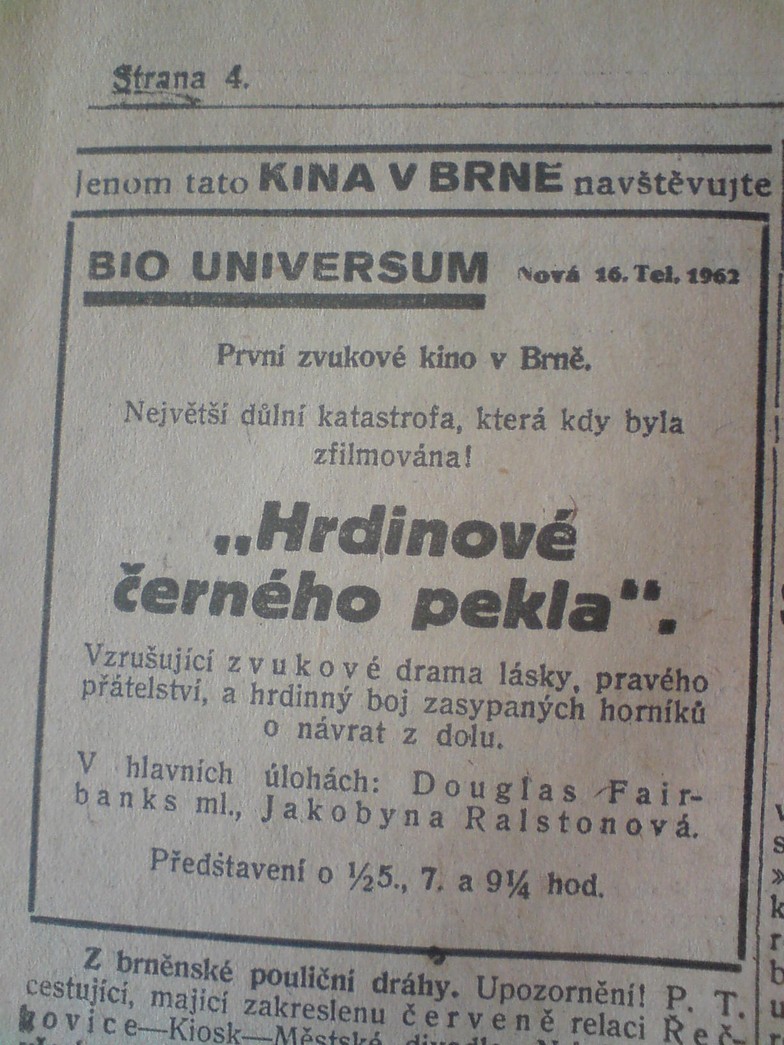 Strana 4.
Jenom tato KINA V BRNĚ navštěvujte
BIO UNIVERSUM Nová 16. Tel. 1962
První zvukové kino v Brně.
Největší důlní katastrofa, která kdy byla
zfilmována!
„Hrdinové
černého pekla".
Vzrušující zvukové drama lásky, pravého
přátelství, a hrdinný boj zasypaných horníků
o návrat z dolu.
V hlavních úlohách: Douglas Fair-
banks ml., Jakobyna Ralstonová.
Představení o ½5., 7. a 9¼ hod.
Z brněnské pouliční dráhy. Upozornění! P. T.
cestující, mající zakreslenu červeně relaci Řeč-
kovice—Kiosk—Městské